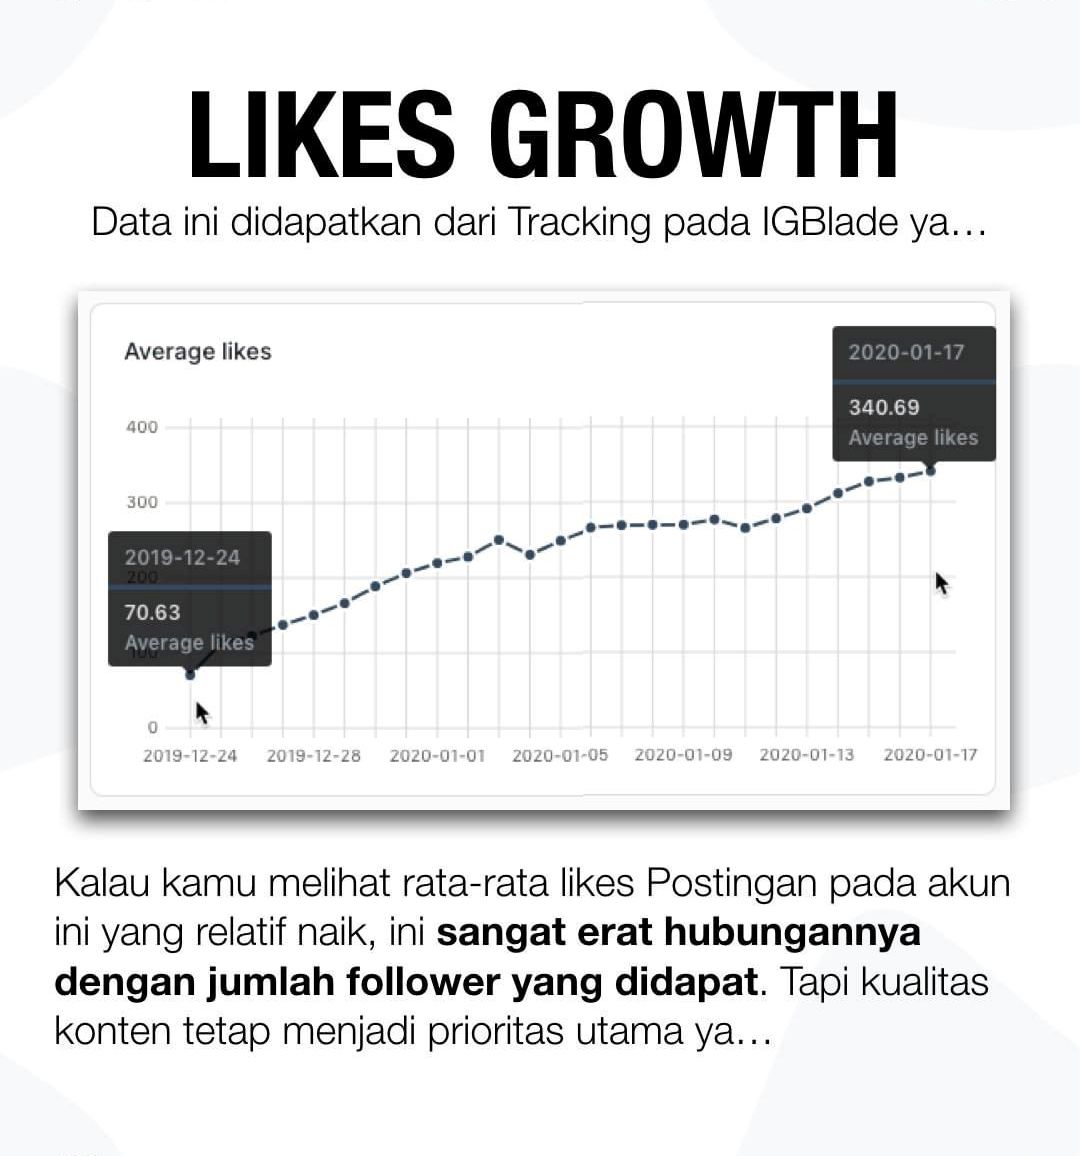 LIKES GROWTH
Data ini didapatkan dari Tracking pada IGBlade ya...
Average likes
2020-01-17
340.69
Average likes
400
300
2019-12-24
200
70.63
Average likes
100
0
2019-12-24 2019-12-28 2020-01-01 2020-01-05 2020-01-09 2020-01-13 2020-01-17
Kalau kamu melihat rata-rata likes Postingan pada akun
ini yang relatif naik, ini sangat erat hubungannya
dengan jumlah follower yang didapat. Tapi kualitas
konten tetap menjadi prioritas utama ya...